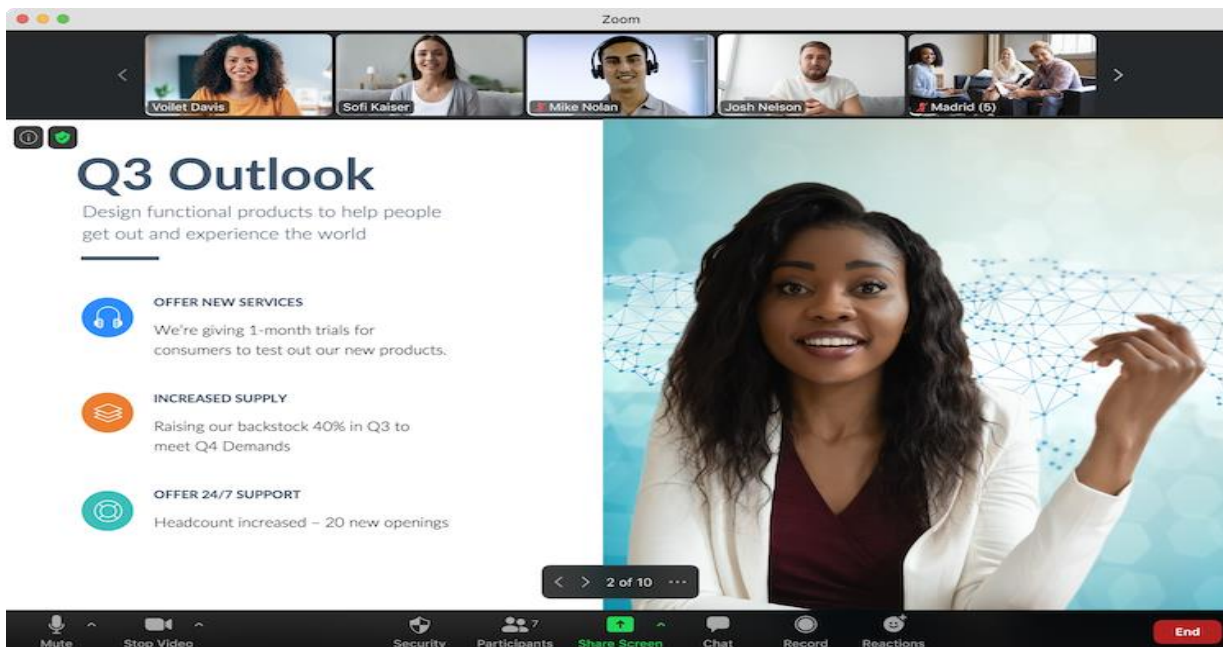 Zoom
Voilet Davis
Sofi Kaiser
Mike Nolan
Josh Nelson
Madrid (5)
Q3 Outlook
Design functional products to help people
get out and experience the world
OFFER NEW SERVICES
We're giving 1-month trials for
consumers to test out our new products.
INCREASED SUPPLY
Raising our backstock 40% in Q3 to
meet Q4 Demands
OFFER 24/7 SUPPORT
Headcount increased – 20 new openings
2 of 10
7
Mute
Stop Video
Security
Participants
Share Screen
Chat
Record
Reactions
End